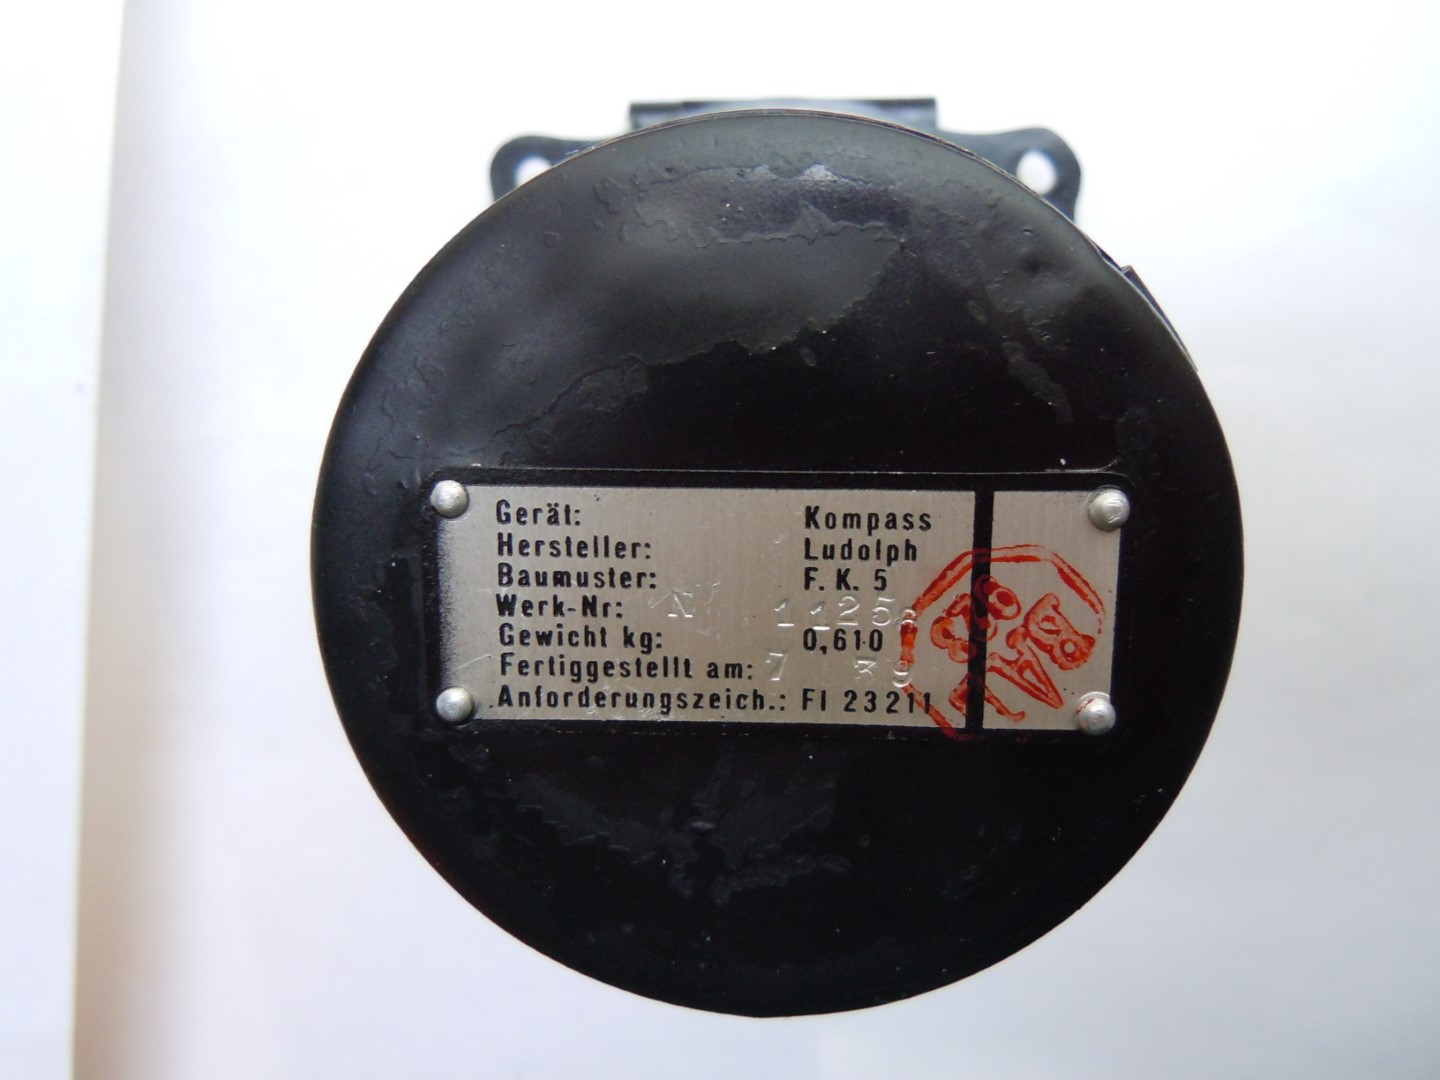 Gerät: Kompass
Hersteller: Ludolph
Baumuster: F. K. 5
Werk-Nr: N 1125
Gewicht kg: 0,610
Fertiggestellt am: 7 39
Anforderungszeich.: Fl 23211